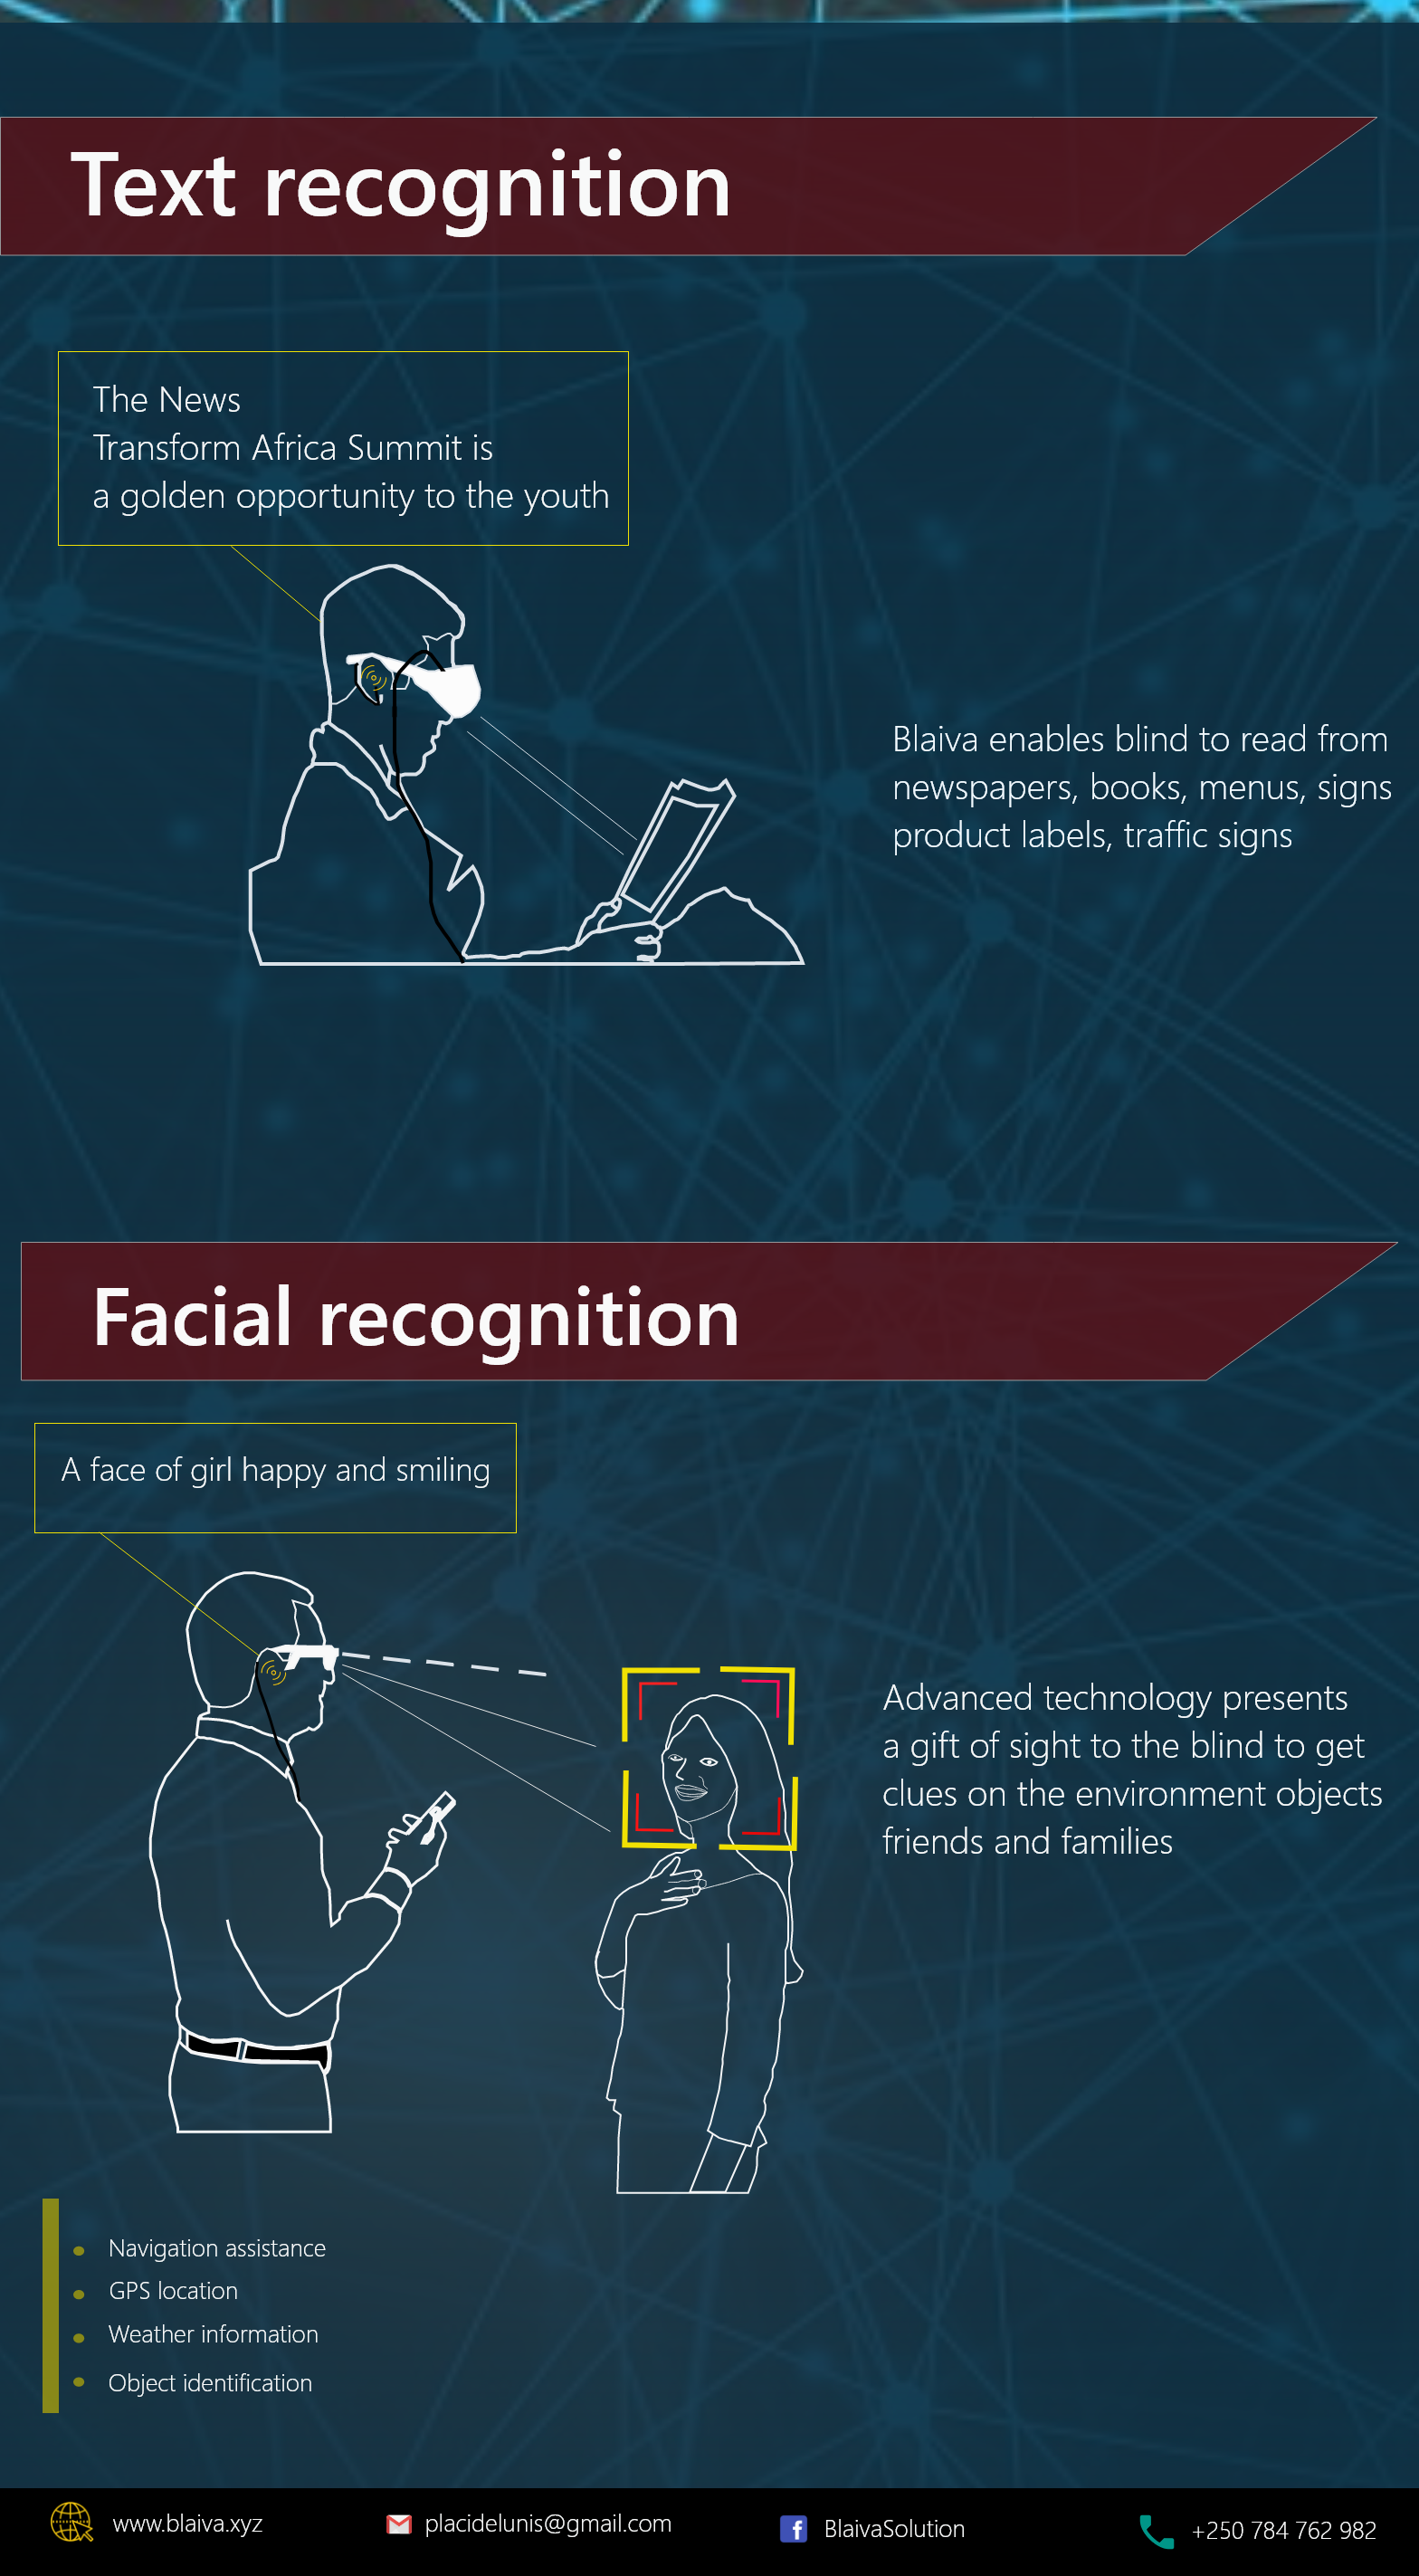 Text recognition
The News
Transform Africa Summit is
a golden opportunity to the youth
Blaiva enables blind to read from
newspapers, books, menus, signs
product labels, traffic signs
Facial recognition
A face of girl happy and smiling
Advanced technology presents
a gift of sight to the blind to get
clues on the environment objects
friends and families
Navigation assistance
GPS location
Weather information
Object identification
www.blaiva.xyz
placidelunis@gmail.com
BlaivaSolution
+250 784 762 982